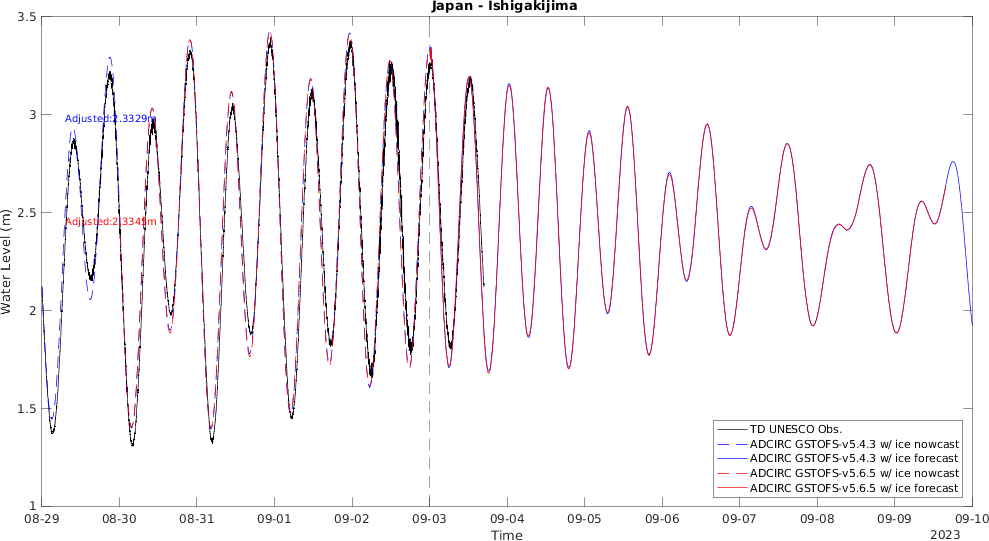 Japan - Ishigakijima
3.5
3
2.5
2
1.5
1
Water Level (m)
Adjusted:2.3329m
Adjusted:2.3345m
TD UNESCO Obs.
ADCIRC GSTOFS-v5.4.3 w/ ice nowcast
ADCIRC GSTOFS-v5.4.3 w/ ice forecast
ADCIRC GSTOFS-v5.6.5 w/ ice nowcast
ADCIRC GSTOFS-v5.6.5 w/ ice forecast
08-29 08-30 08-31 09-01 09-02 09-03 09-04 09-05 09-06 09-07 09-08 09-09 09-10
Time
2023